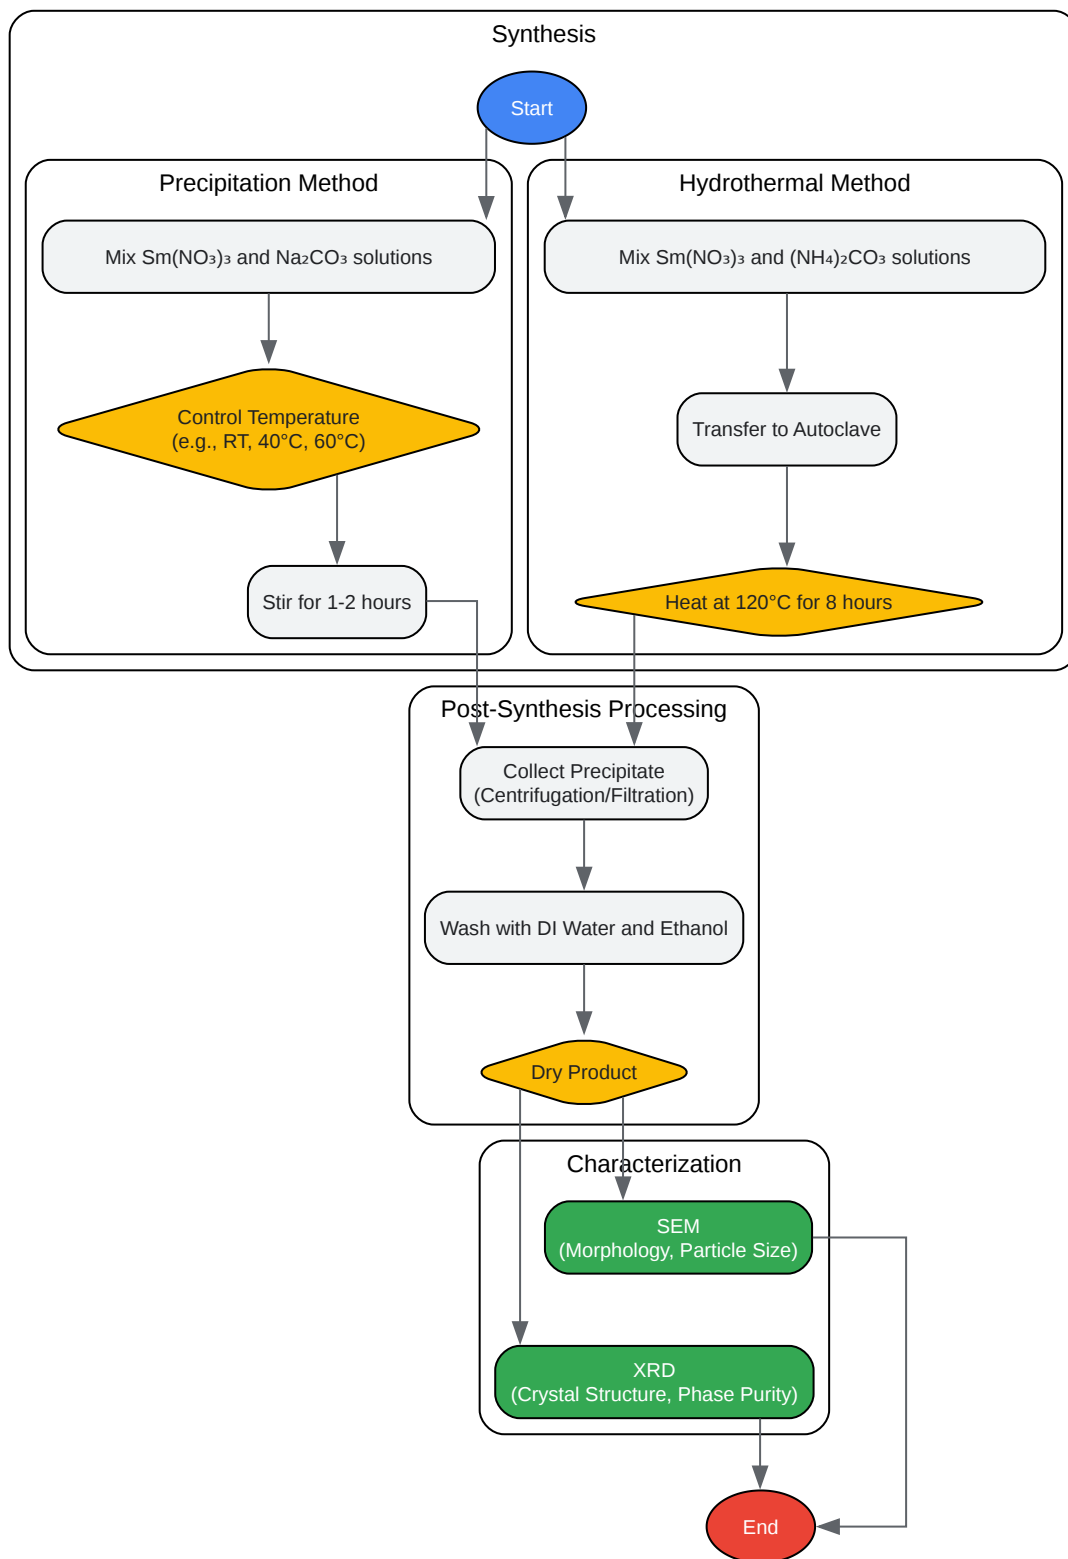 Synthesis
Start
Precipitation Method
Mix Sm(NO₃)₃ and Na₂CO₃ solutions
Control Temperature
(e.g., RT, 40°C, 60°C)
Stir for 1-2 hours
Hydrothermal Method
Mix Sm(NO₃)₃ and (NH₄)₂CO₃ solutions
Transfer to Autoclave
Heat at 120°C for 8 hours
Post-Synthesis Processing
Collect Precipitate
(Centrifugation/Filtration)
Wash with DI Water and Ethanol
Dry Product
Characterization
SEM
(Morphology, Particle Size)
XRD
(Crystal Structure, Phase Purity)
End